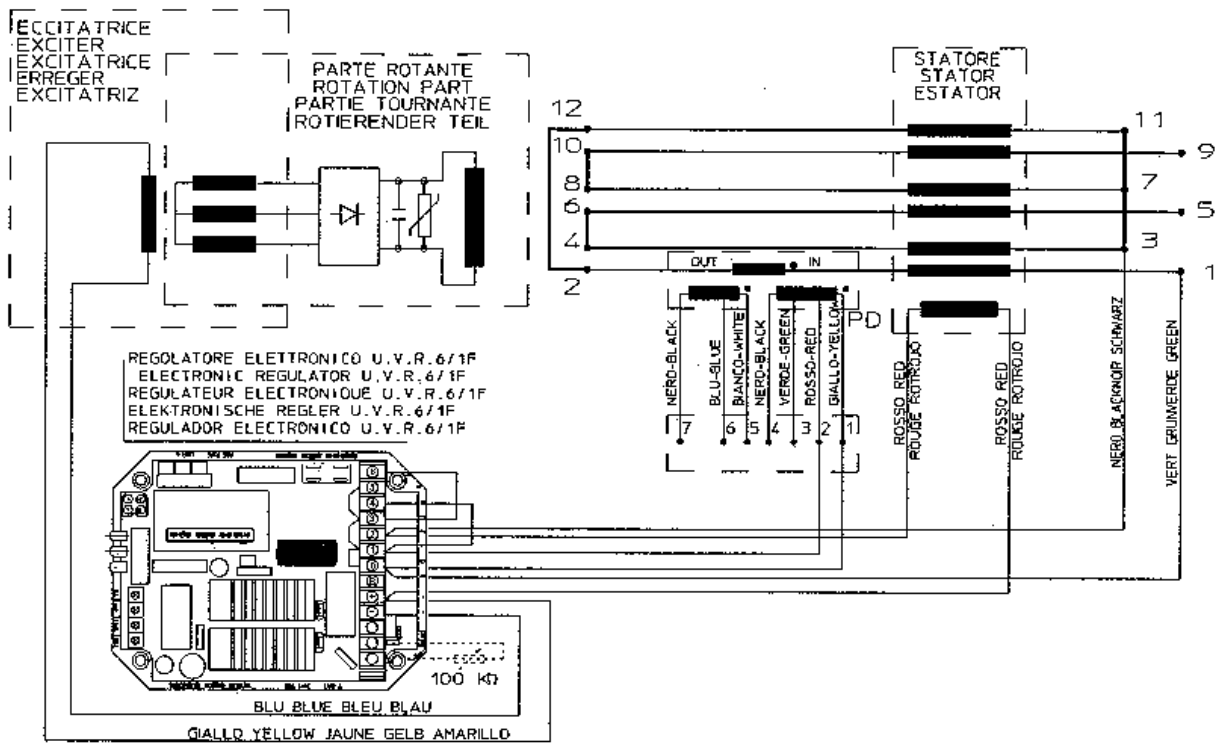 ECCITATRICE
EXCITER
EXCITATRICE
ERREGER
EXCITATRIZ
PARTE ROTANTE
ROTATION PART
PARTIE TOURNANTE
ROTIERENDER TEIL
STATORE
STATOR
ESTATOR
12
11
10
9
8
7
6
5
4
3
2
1
OUT
IN
PD
NERO-BLACK
BLU-BLUE
BIANCO-WHITE
NERO-BLACK
VERDE-GREEN
ROSSO-RED
GIALLO-YELLOW
7
6
5
4
3
2
1
ROSSO RED
ROUGE ROTROJO
ROSSO RED
ROUGE ROTROJO
NERO BLACKNOIR SCHWARZ
VERT GRUNVERDE GREEN
REGOLATORE ELETTRONICO U.V.R.6/1F
ELECTRONIC REGULATOR U.V.R.6/1F
REGULATEUR ELECTRONIQUE U.V.R.6/1F
ELEKTRONISCHE REGLER U.V.R.6/1F
REGULADOR ELECTRONICO U.V.R.6/1F
100 KΩ
BLU BLUE BLEU BLAU
GIALLO YELLOW JAUNE GELB AMARILLO